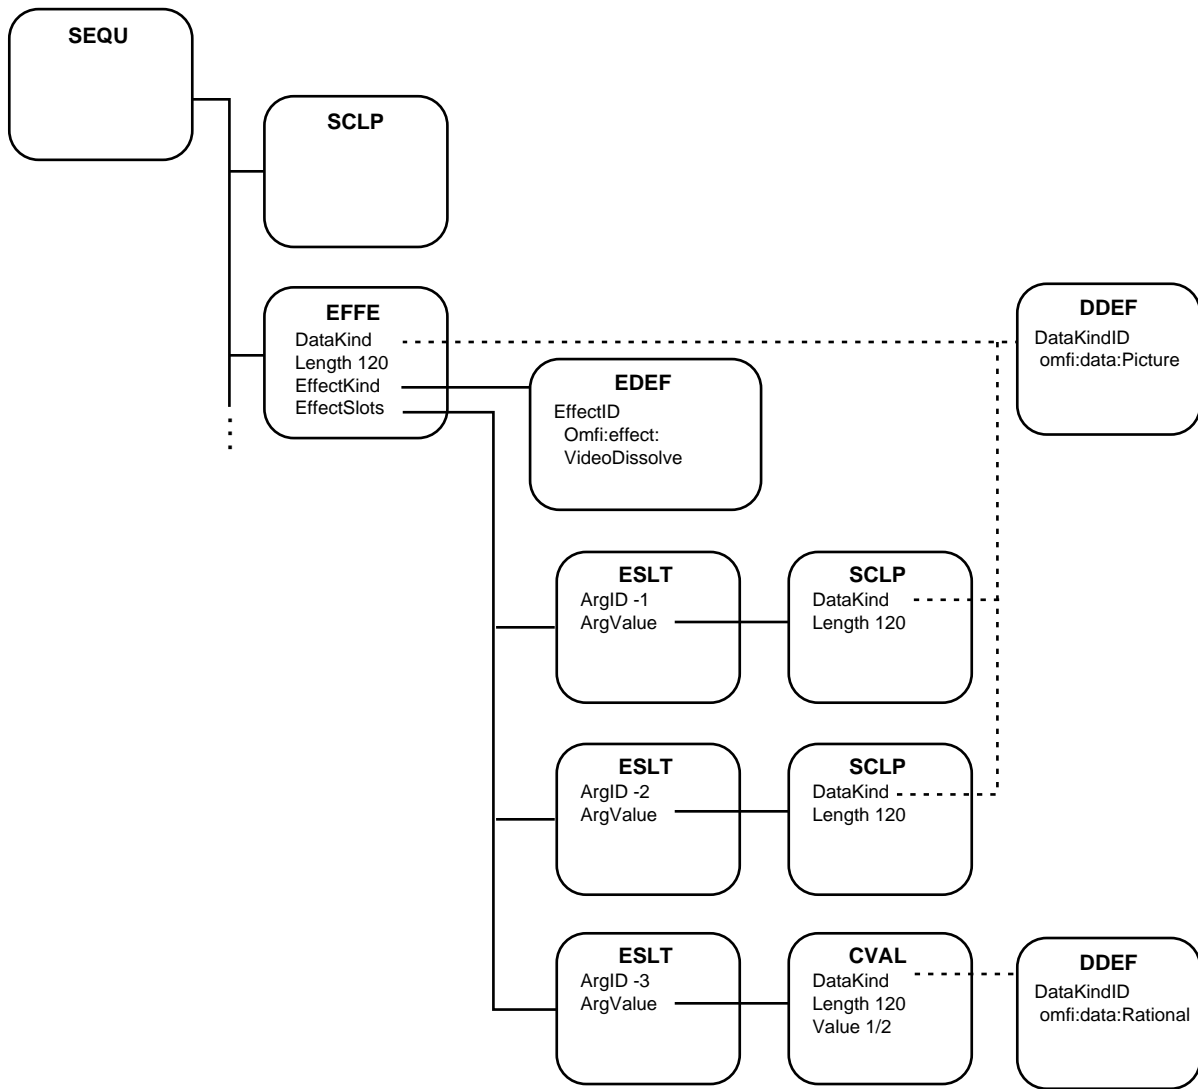 SEQU
SCLP
EFFE
DataKind
Length 120
EffectKind
EffectSlots
DDEF
DataKindID
omfi:data:Picture
EDEF
EffectID
Omfi:effect:
VideoDissolve
ESLT
ArgID -1
ArgValue
SCLP
DataKind
Length 120
ESLT
ArgID -2
ArgValue
SCLP
DataKind
Length 120
ESLT
ArgID -3
ArgValue
CVAL
DataKind
Length 120
Value 1/2
DDEF
DataKindID
omfi:data:Rational